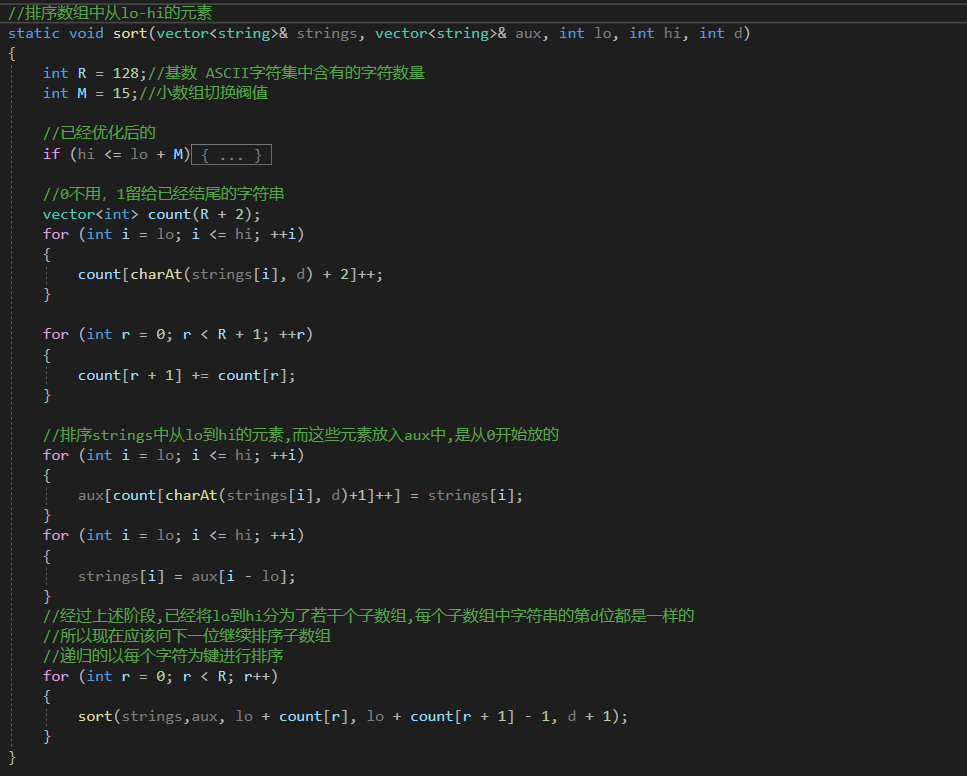 //排序数组中从lo-hi的元素
static void sort(vector<string>& strings, vector<string>& aux, int lo, int hi, int d)
{
    int R = 128;//基数 ASCII字符集中含有的字符数量
    int M = 15;//小数组切换阀值
    //已经优化后的
    if (hi <= lo + M){ ... }
    //0不用，1留给已经结尾的字符串
    vector<int> count(R + 2);
    for (int i = lo; i <= hi; ++i)
    {
        count[charAt(strings[i], d) + 2]++;
    }
    for (int r = 0; r < R + 1; ++r)
    {
        count[r + 1] += count[r];
    }
    //排序strings中从lo到hi的元素,而这些元素放入aux中,是从0开始放的
    for (int i = lo; i <= hi; ++i)
    {
        aux[count[charAt(strings[i], d)+1]++] = strings[i];
    }
    for (int i = lo; i <= hi; ++i)
    {
        strings[i] = aux[i - lo];
    }
    //经过上述阶段,已经将lo到hi分为了若干个子数组,每个子数组中字符串的第d位都是一样的
    //所以现在应该向下一位继续排序子数组
    //递归的以每个字符为键进行排序
    for (int r = 0; r < R; r++)
    {
        sort(strings,aux, lo + count[r], lo + count[r + 1] - 1, d + 1);
    }
}